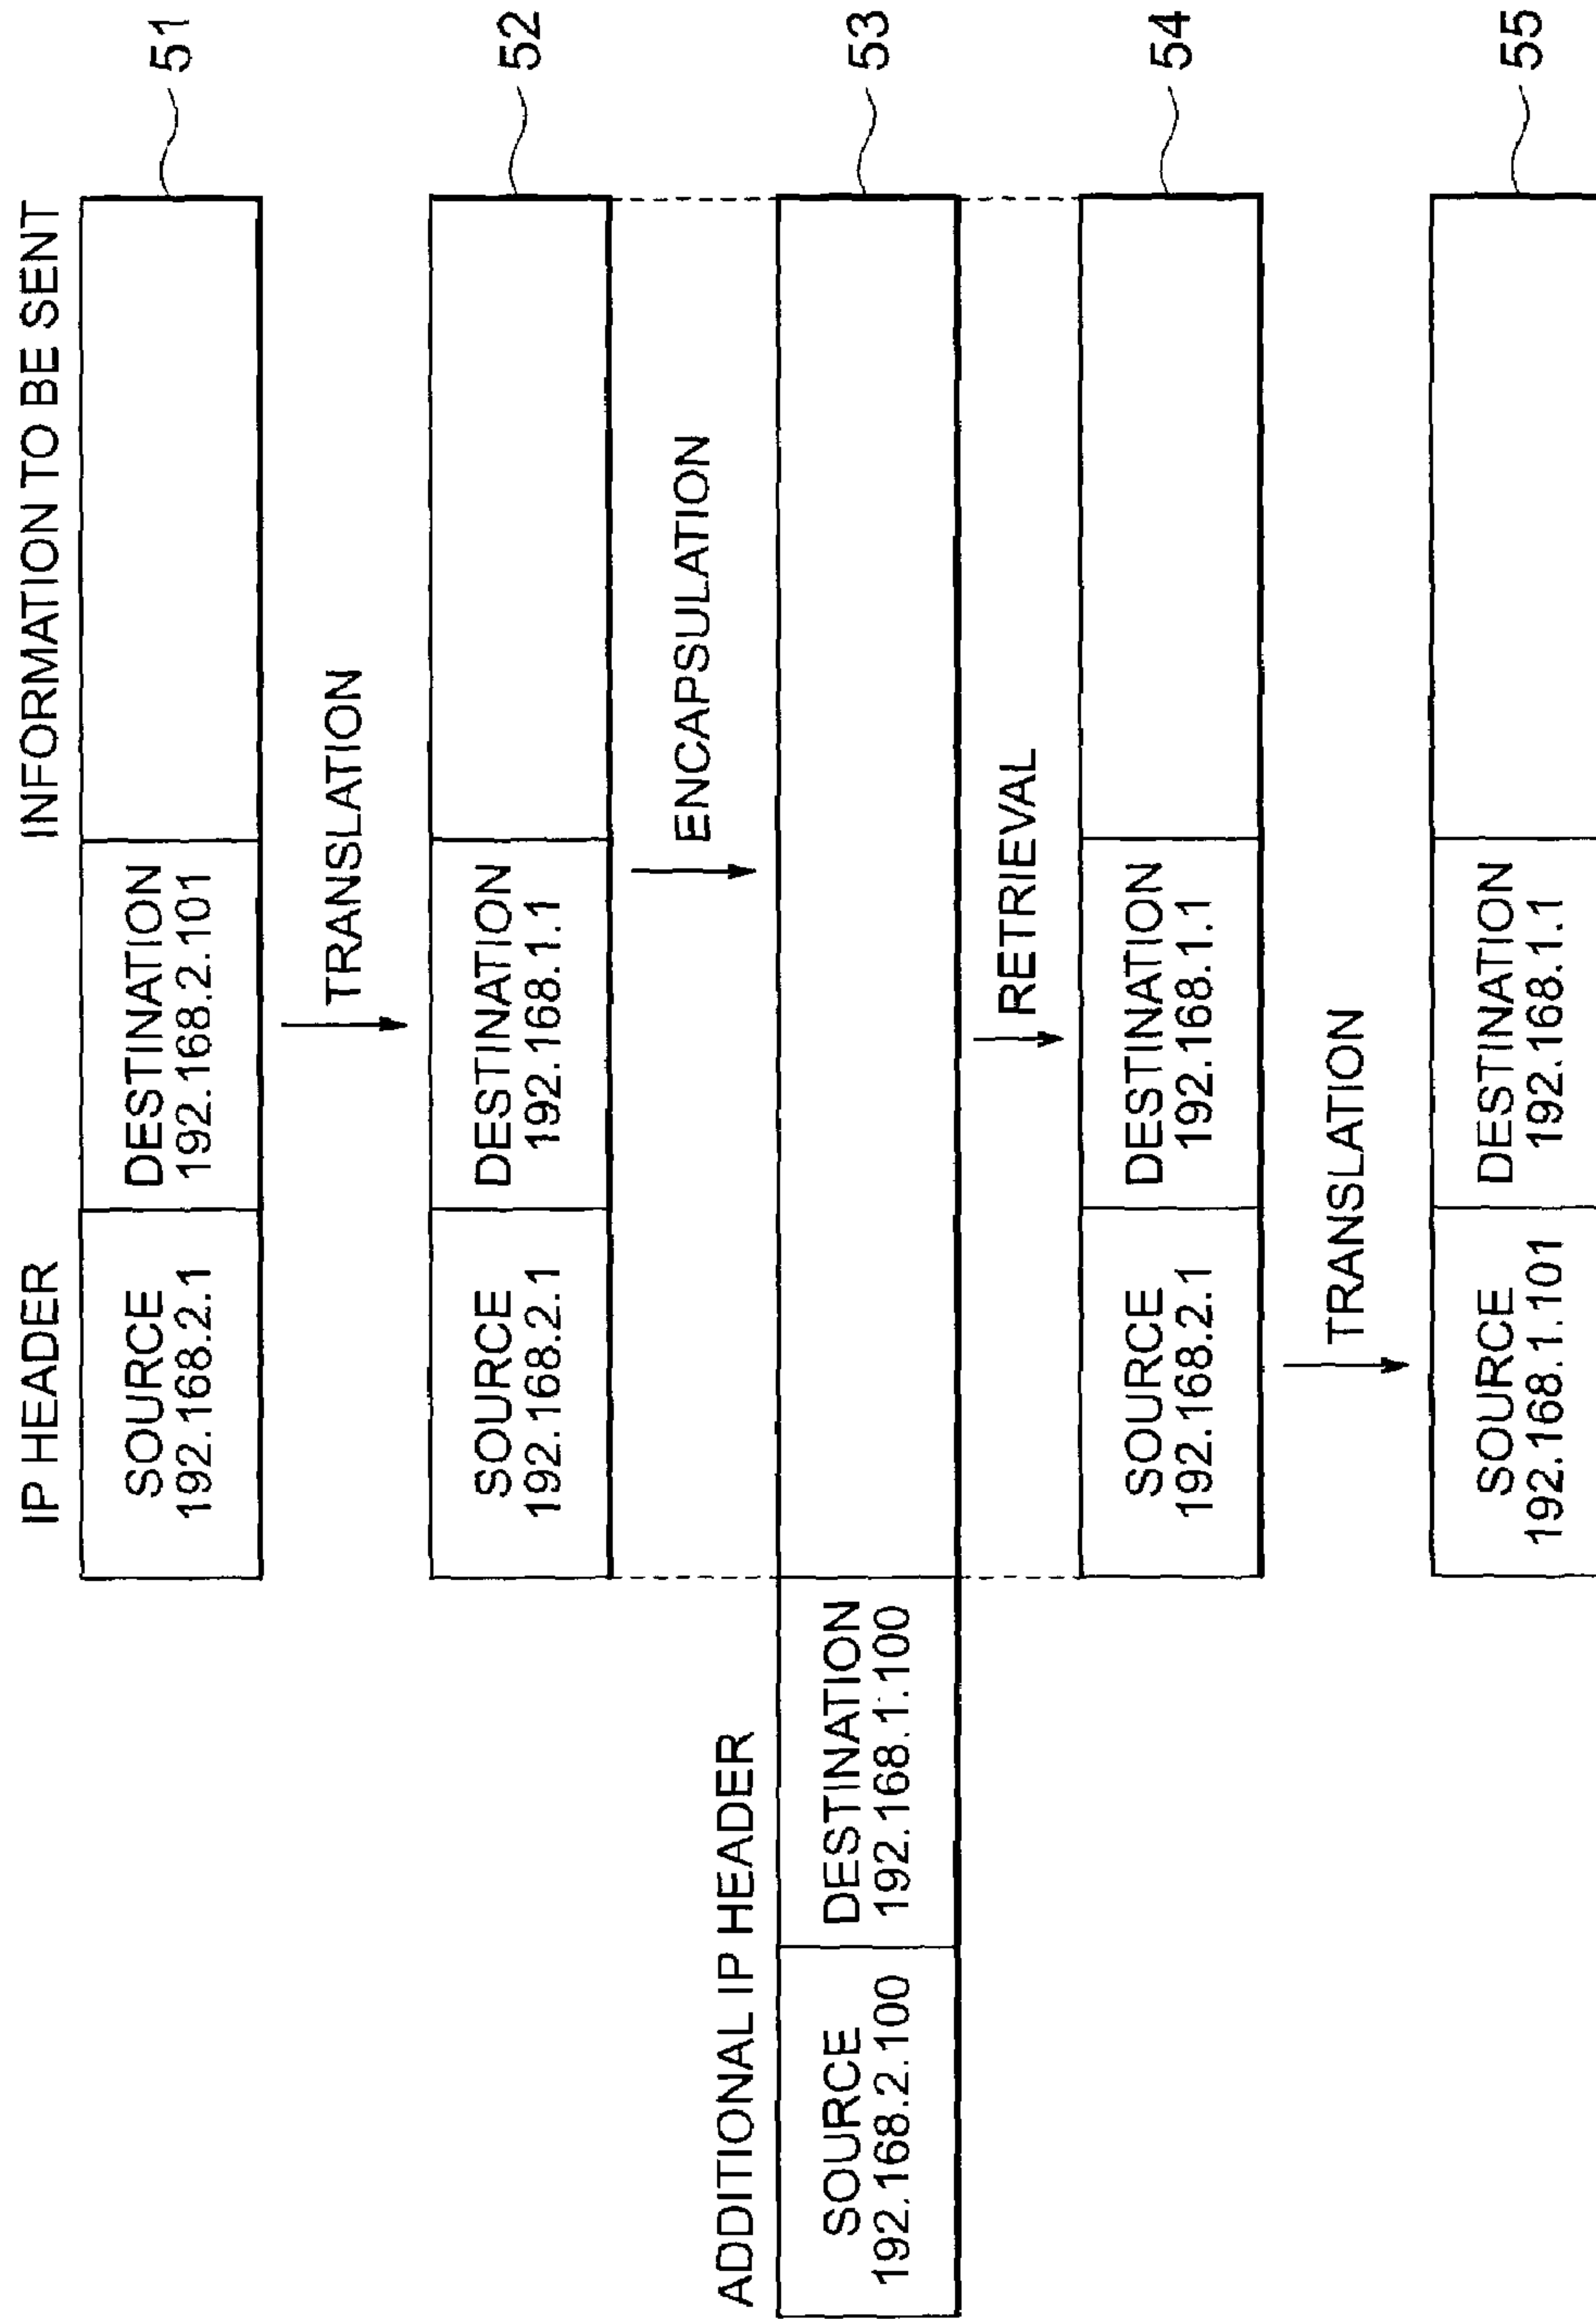 IP HEADER
INFORMATION TO BE SENT
SOURCE
192.168.2.1
DESTINATION
192.168.2.101
51
TRANSLATION
SOURCE
192.168.2.1
DESTINATION
192.168.1.1
52
ENCAPSULATION
ADDITIONAL IP HEADER
SOURCE
192.168.2.100
DESTINATION
192.168.1.100
53
RETRIEVAL
SOURCE
192.168.2.1
DESTINATION
192.168.1.1
54
TRANSLATION
SOURCE
192.168.1.101
DESTINATION
192.168.1.1
55